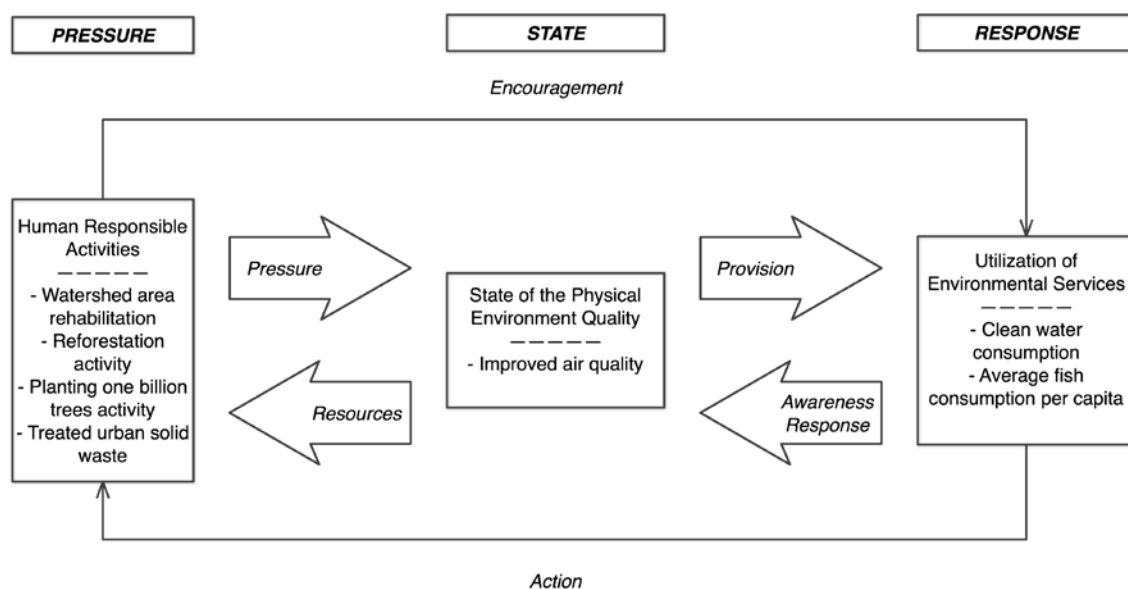 PRESSURE
STATE
RESPONSE
Encouragement
Human Responsible
Activities
— — — — —
- Watershed area
rehabilitation
- Reforestation
activity
- Planting one billion
trees activity
- Treated urban solid
waste
Pressure
Resources
State of the Physical
Environment Quality
— — — — —
- Improved air quality
Provision
Awareness
Response
Utilization of
Environmental Services
— — — — —
- Clean water
consumption
- Average fish
consumption per capita
Action